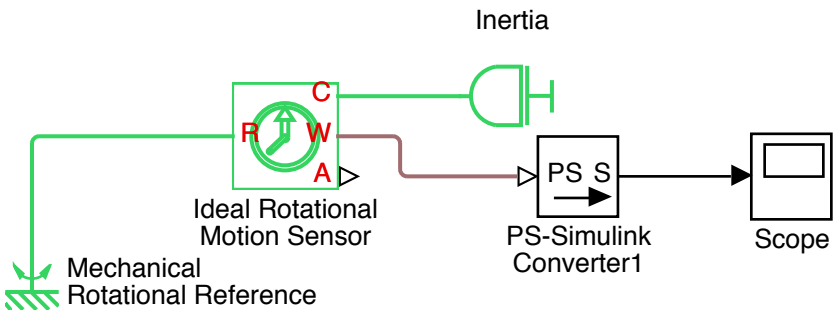 Inertia
C
R
W
A
PS S
Ideal Rotational
Motion Sensor
PS-Simulink
Converter1
Scope
Mechanical
Rotational Reference